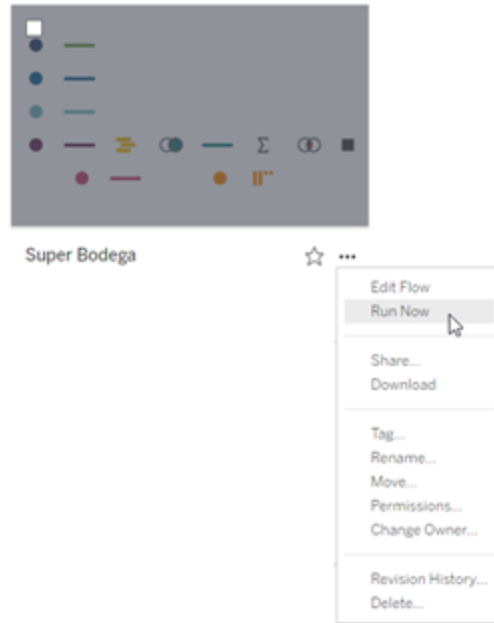 Super Bodega
Edit Flow
Run Now
Share...
Download
Tag...
Rename...
Move...
Permissions...
Change Owner...
Revision History...
Delete...